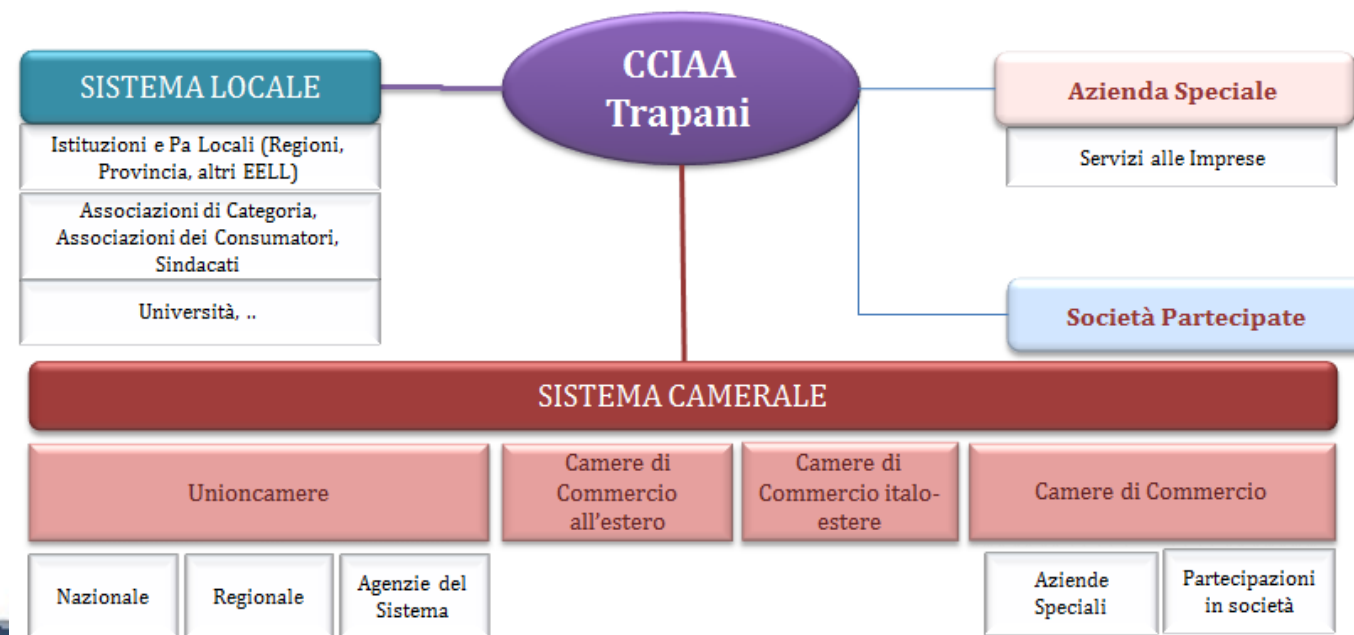 CCIAA
Trapani
SISTEMA LOCALE
Istituzioni e Pa Locali (Regioni,
Provincia, altri EELL)
Associazioni di Categoria,
Associazioni dei Consumatori,
Sindacati
Università, ..
Azienda Speciale
Servizi alle Imprese
Società Partecipate
SISTEMA CAMERALE
Unioncamere
Camere di
Commercio
all'estero
Camere di
Commercio italo-
estere
Camere di Commercio
Nazionale
Regionale
Agenzie del
Sistema
Aziende
Speciali
Partecipazioni
in società